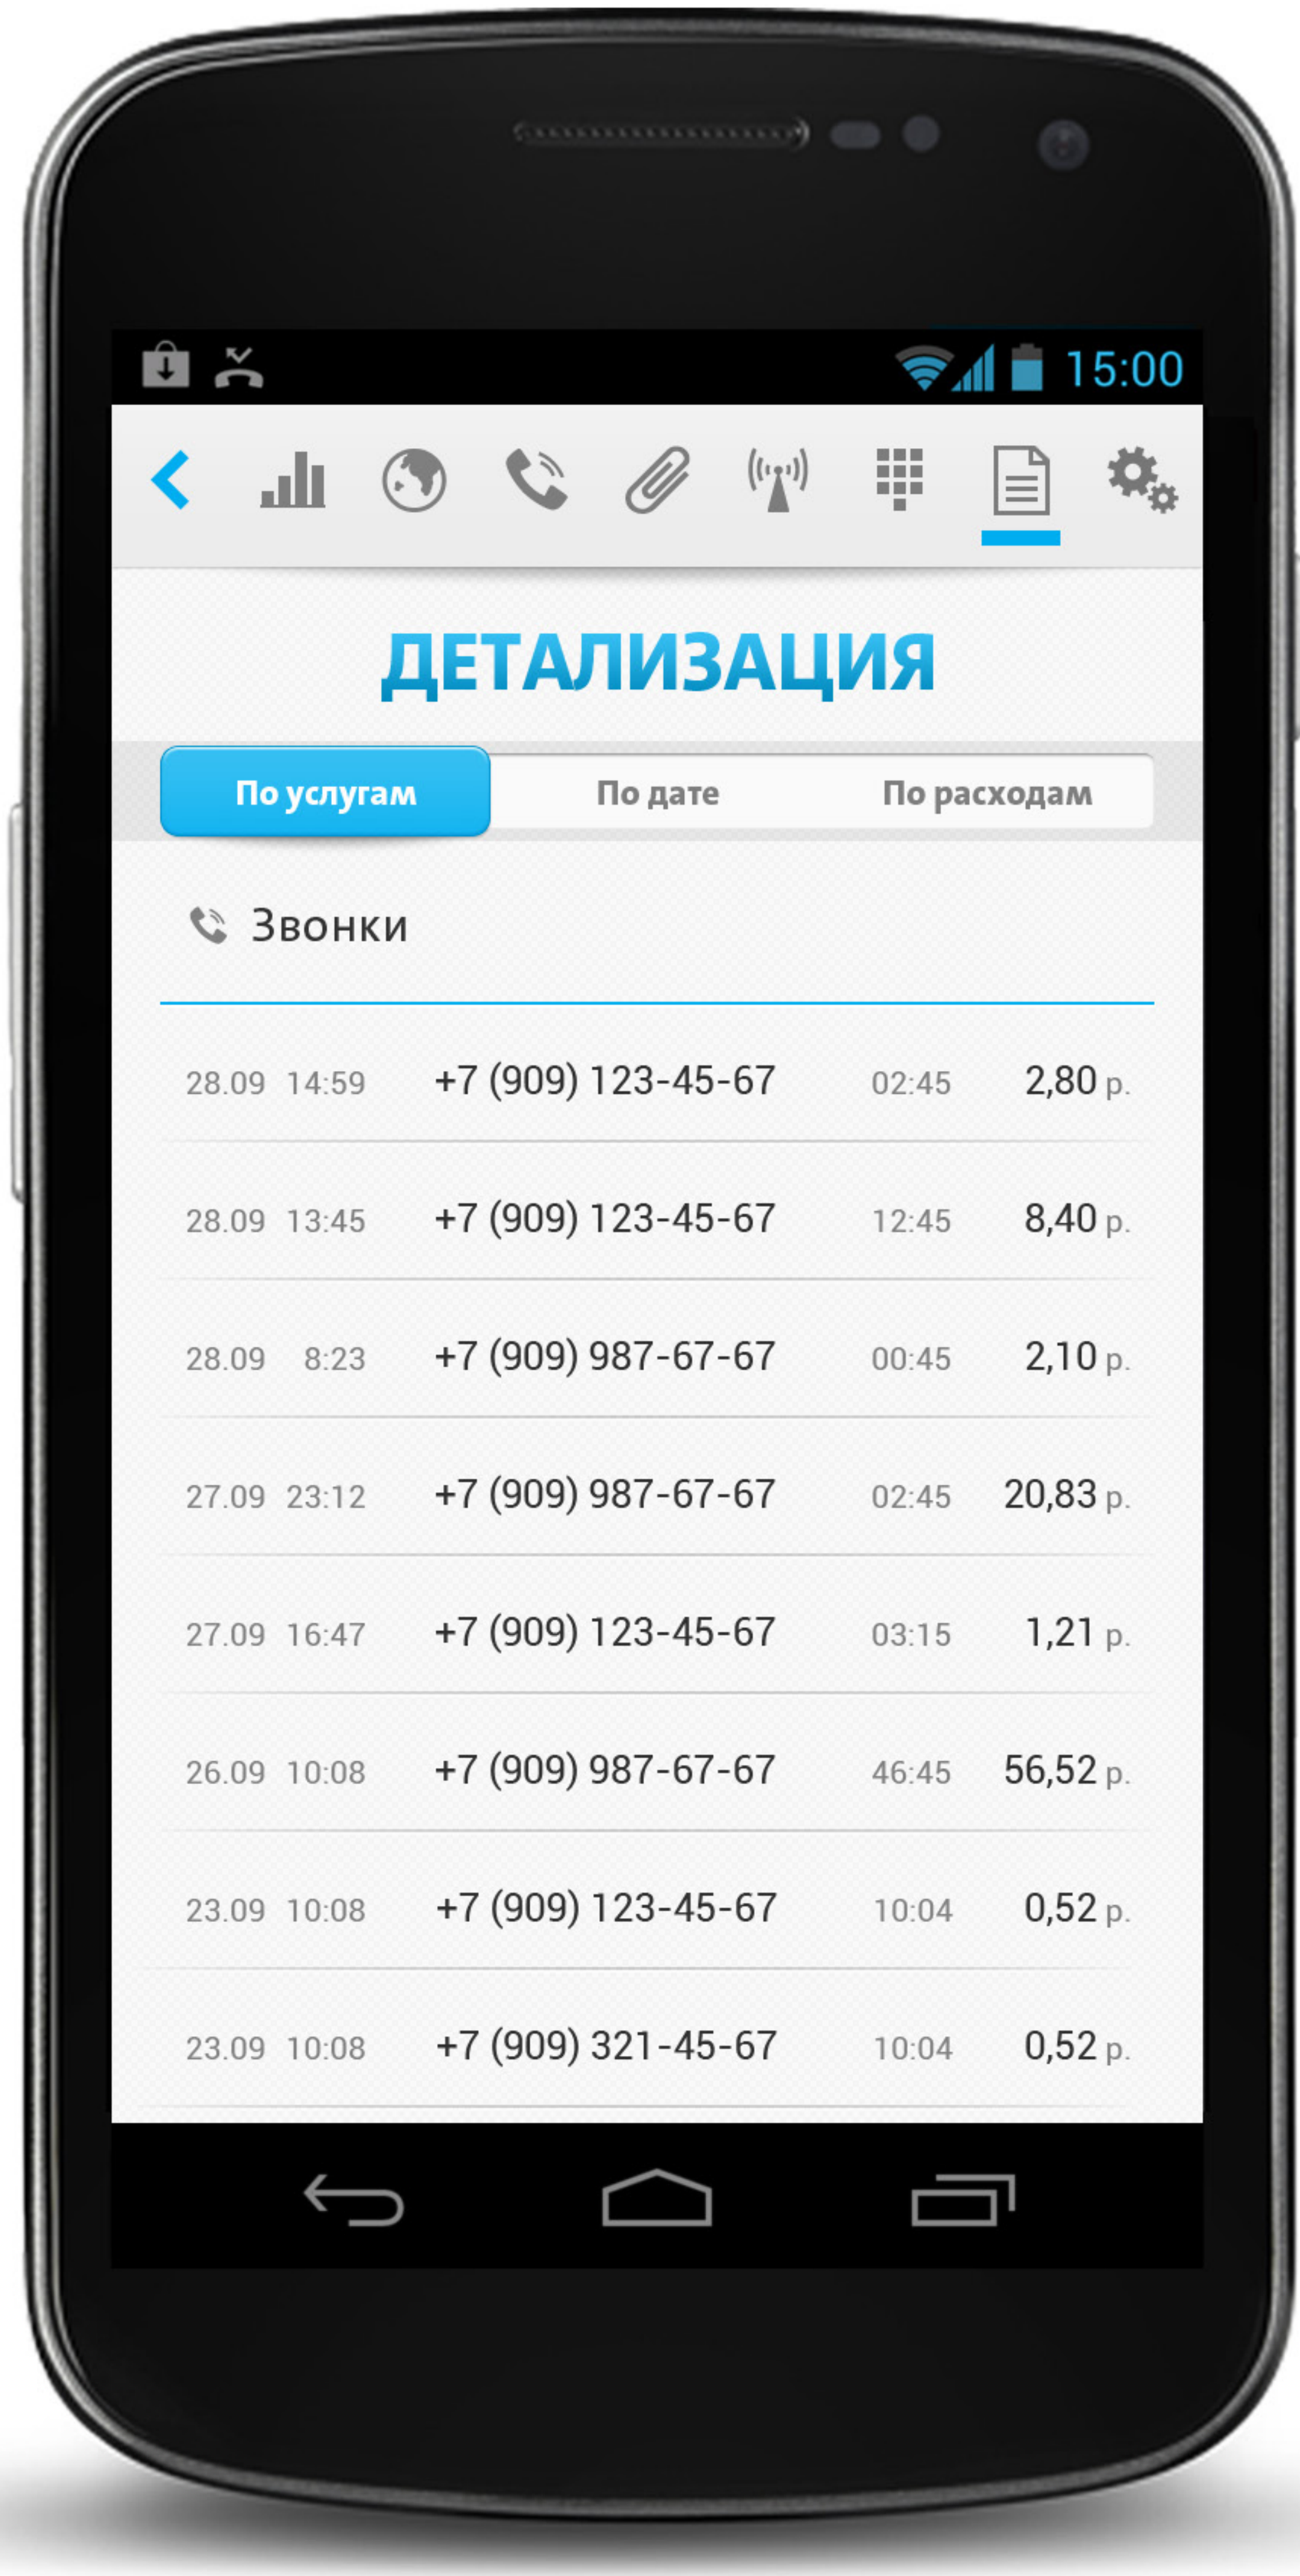 15:00
ДЕТАЛИЗАЦИЯ
По услугам По дате По расходам
Звонки
28.09 14:59 +7 (909) 123-45-67 02:45 2,80 р.
28.09 13:45 +7 (909) 123-45-67 12:45 8,40 р.
28.09 8:23 +7 (909) 987-67-67 00:45 2,10 р.
27.09 23:12 +7 (909) 987-67-67 02:45 20,83 р.
27.09 16:47 +7 (909) 123-45-67 03:15 1,21 р.
26.09 10:08 +7 (909) 987-67-67 46:45 56,52 р.
23.09 10:08 +7 (909) 123-45-67 10:04 0,52 р.
23.09 10:08 +7 (909) 321-45-67 10:04 0,52 р.